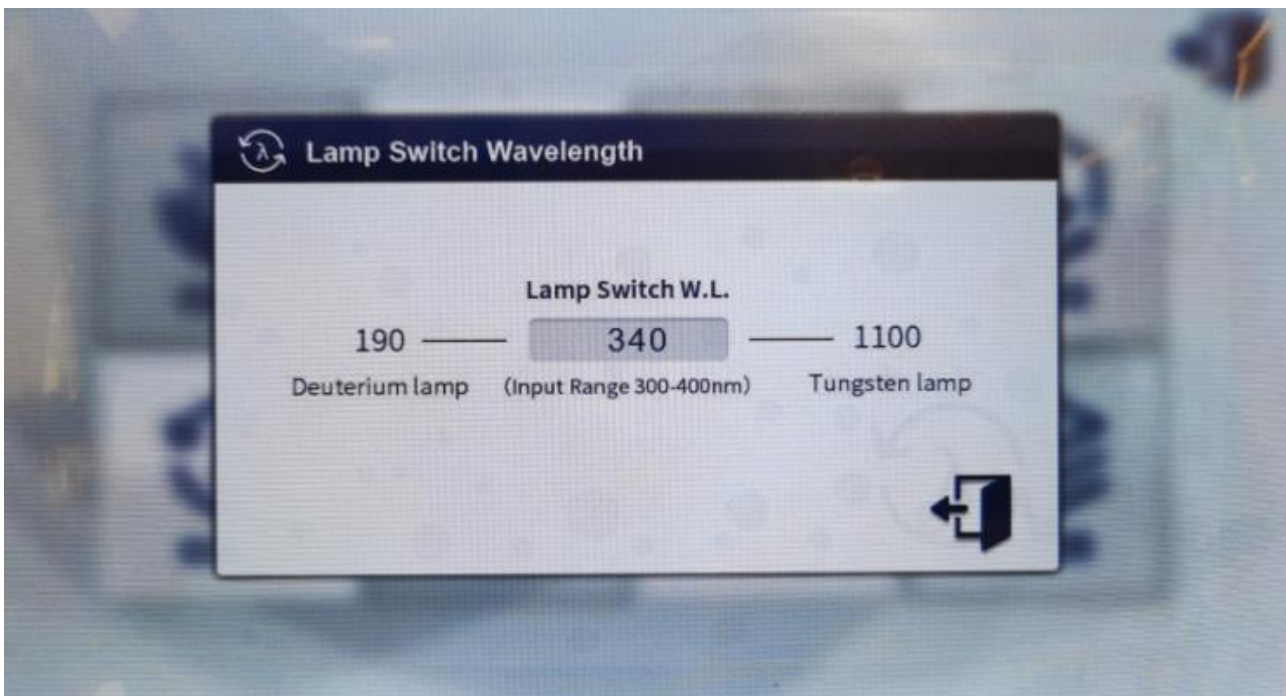 λ Lamp Switch Wavelength
Lamp Switch W.L.
190 340 1100
Deuterium lamp (Input Range 300-400nm) Tungsten lamp